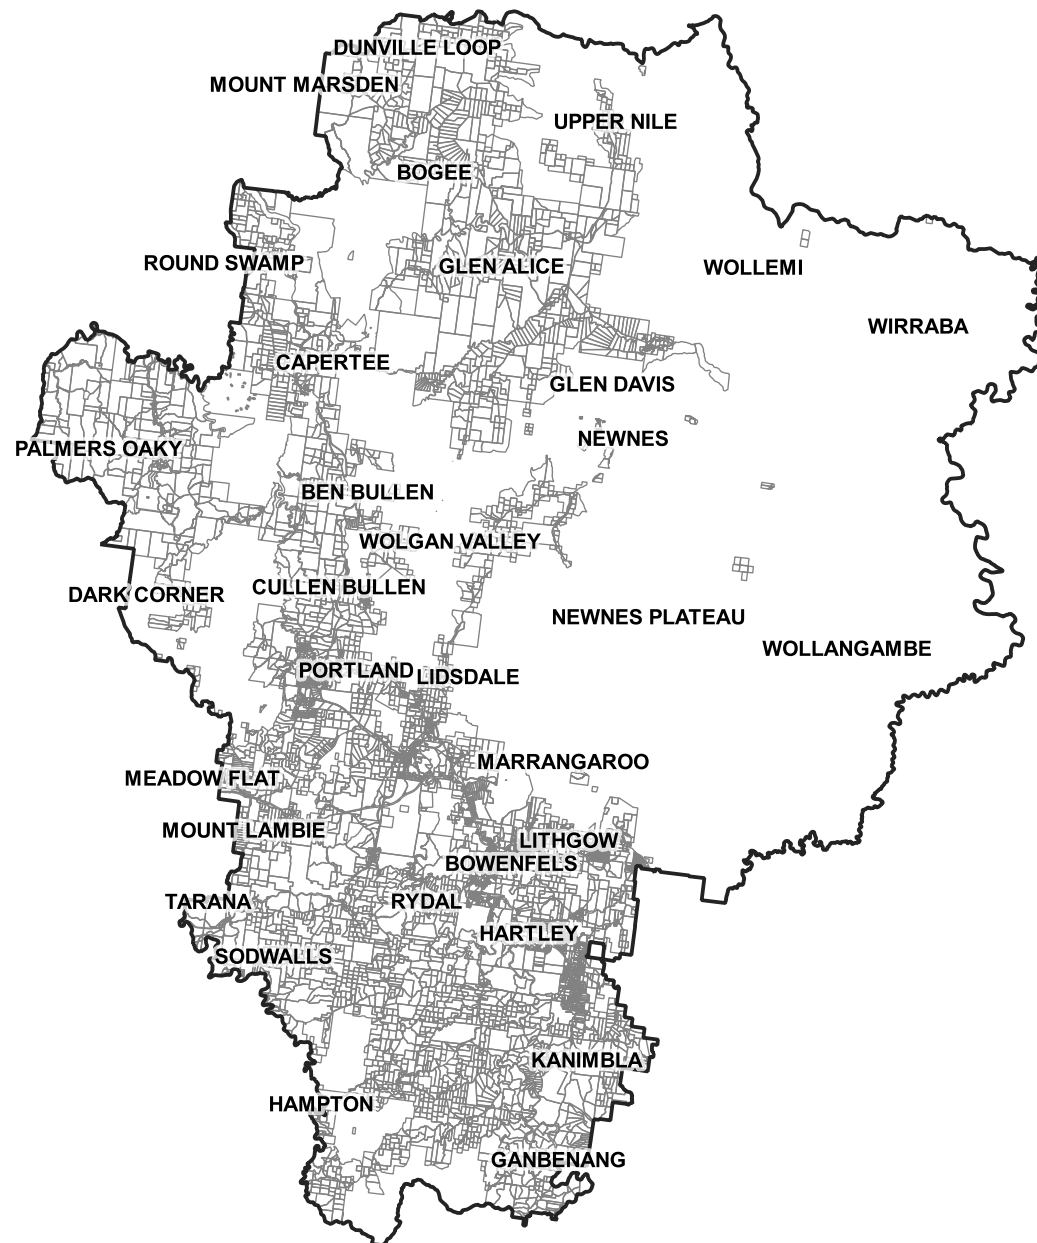 DUNVILLE LOOP
MOUNT MARSDEN
UPPER NILE
BOGEE
ROUND SWAMP
GLEN ALICE
WOLLEMI
WIRRABA
CAPERTEE
GLEN DAVIS
NEWNES
PALMERS OAKY
BEN BULLEN
WOLGAN VALLEY
CULLEN BULLEN
DARK CORNER
NEWNES PLATEAU
WOLLANGAMBE
PORTLAND
LIDSDALE
MARRANGAROO
MEADOW FLAT
MOUNT LAMBIE
LITHGOW
BOWENFELS
TARANA
RYDAL
HARTLEY
SODWALLS
KANIMBLA
HAMPTON
GANBENANG